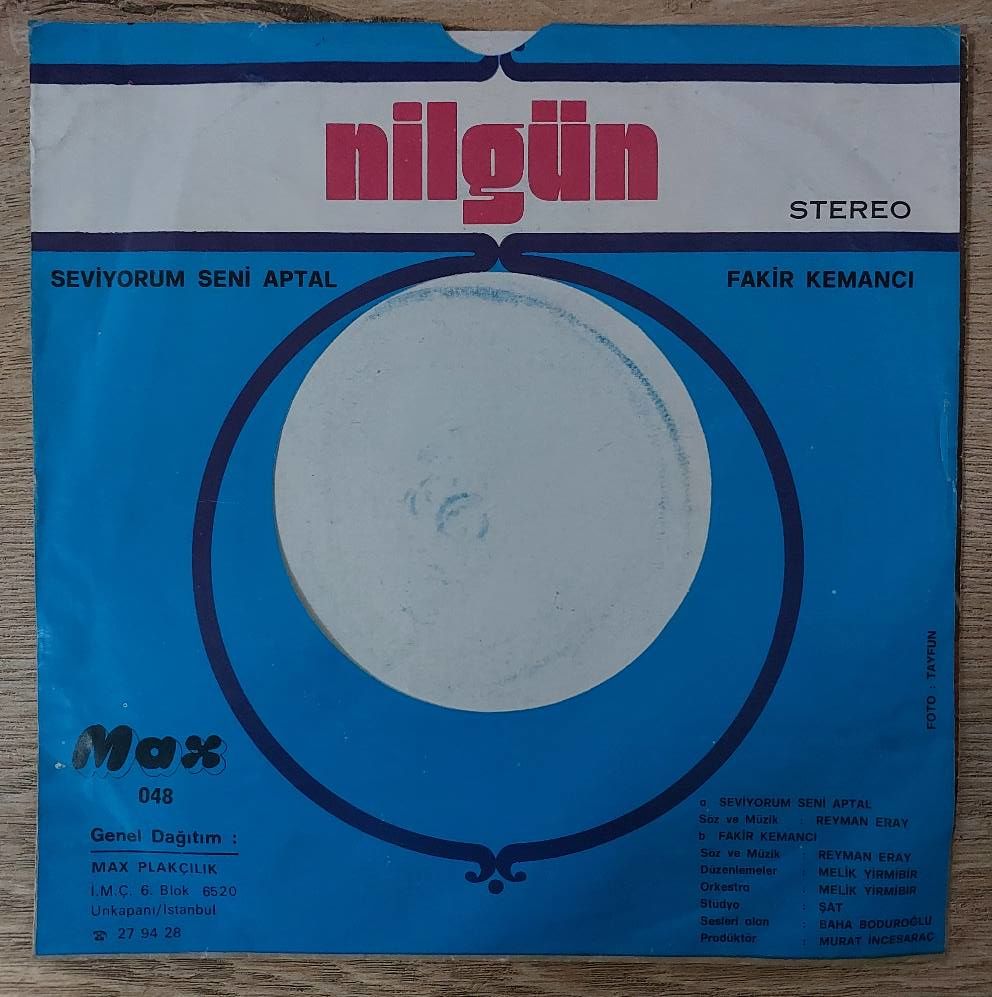 nilgün
STEREO
SEVİYORUM SENİ APTAL
FAKİR KEMANCI
FOTO : TAYFUN
Max
048
Genel Dağıtım :
MAX PLAKÇILIK
İ.M.Ç. 6. Blok 6520
Unkapanı/İstanbul
☎ 27 94 28
a SEVİYORUM SENİ APTAL
Söz ve Müzik : REYMAN ERAY
b FAKİR KEMANCI
Söz ve Müzik : REYMAN ERAY
Düzenlemeler : MELİK YİRMİBİR
Orkestra : MELİK YİRMİBİR
Stüdyo : ŞAT
Sesleri alan : BAHA BODUROĞLU
Prodüktör : MURAT İNCESARAÇ